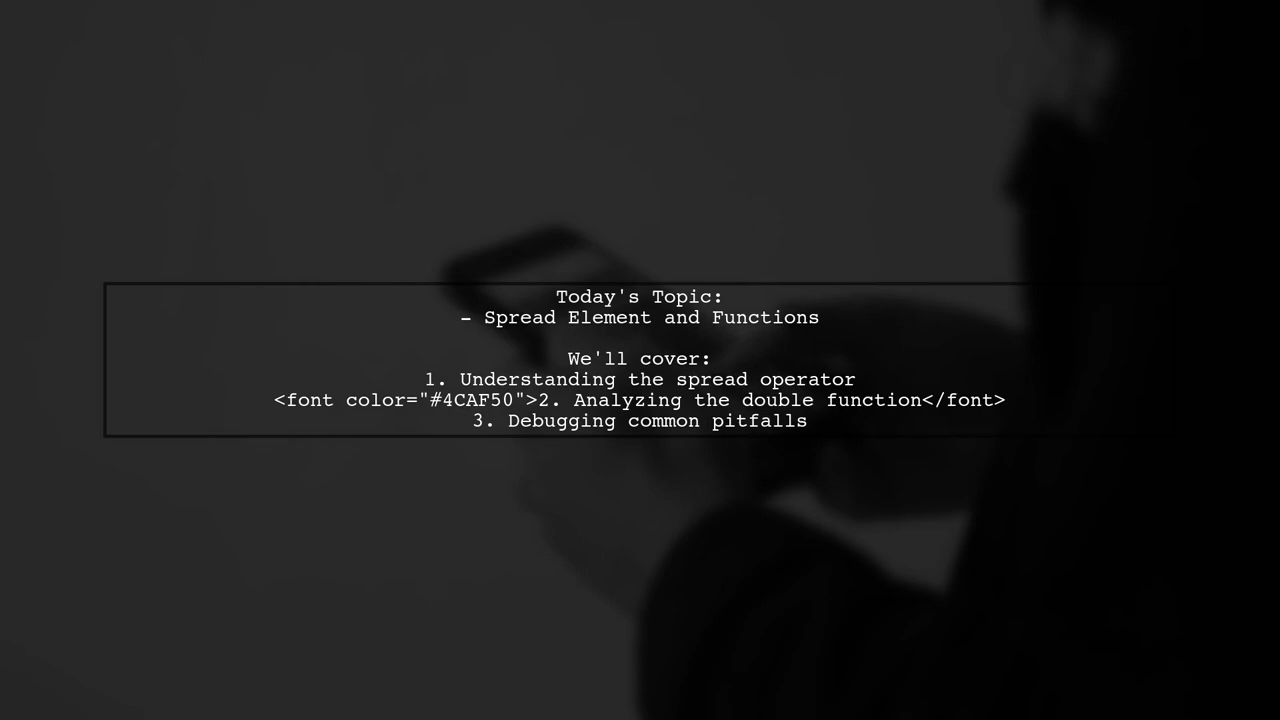 Today's Topic:
- Spread Element and Functions
We'll cover:
1. Understanding the spread operator
<font color="#4CAF50">2. Analyzing the double function</font>
3. Debugging common pitfalls